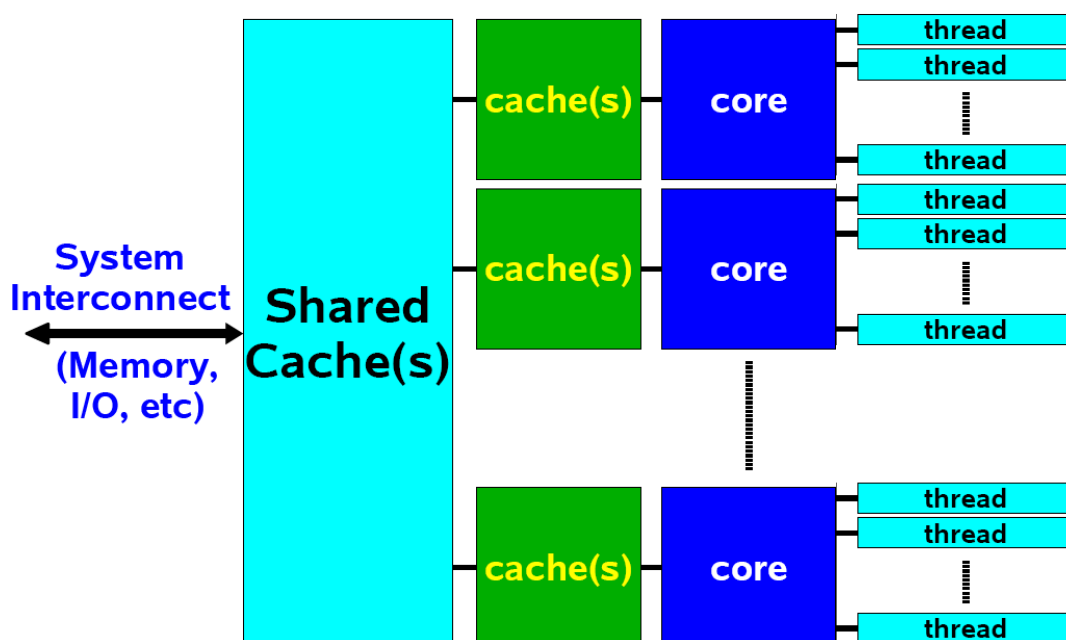 System
Interconnect
(Memory,
I/O, etc)
Shared
Cache(s)
cache(s)
core
thread
thread
thread
cache(s)
core
thread
thread
thread
cache(s)
core
thread
thread
thread